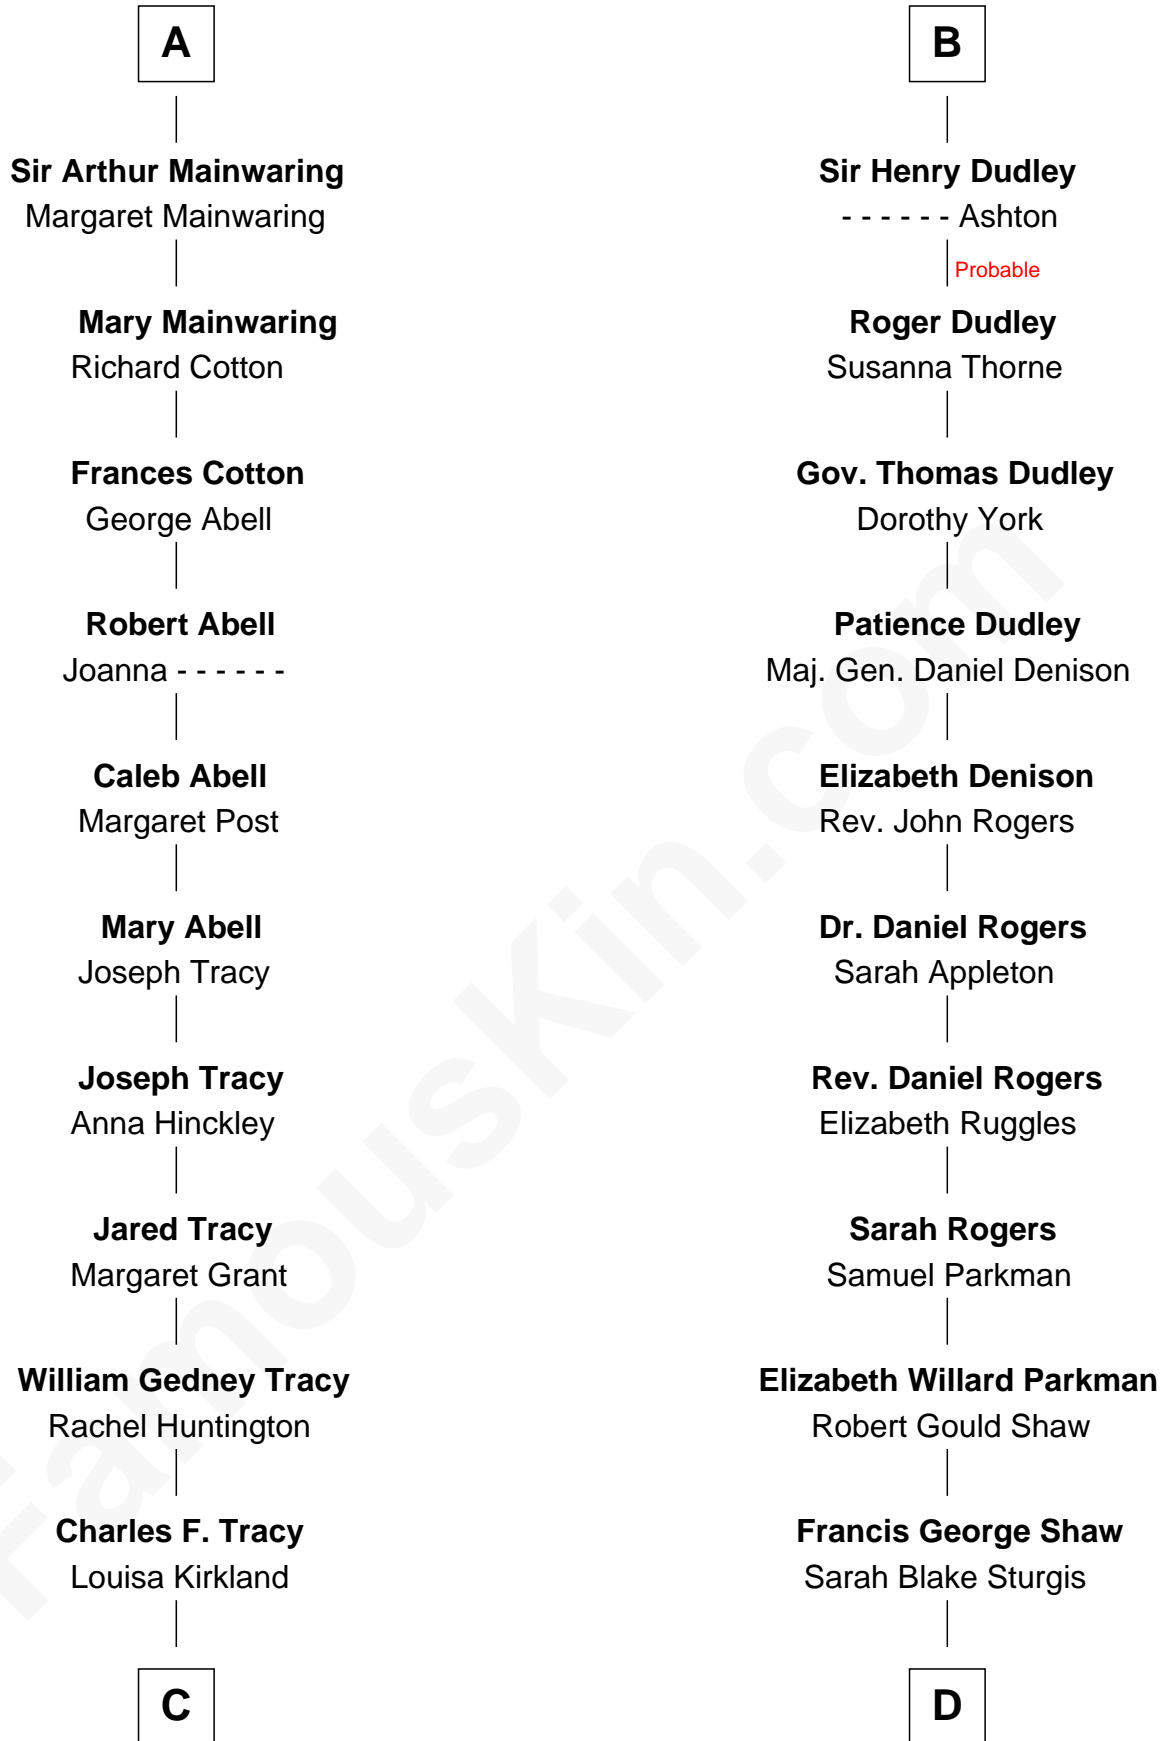 A
Sir Arthur Mainwaring
Margaret Mainwaring
Mary Mainwaring
Richard Cotton
Frances Cotton
George Abell
Robert Abell
Joanna - - - - - -
Caleb Abell
Margaret Post
Mary Abell
Joseph Tracy
Joseph Tracy
Anna Hinckley
Jared Tracy
Margaret Grant
William Gedney Tracy
Rachel Huntington
Charles F. Tracy
Louisa Kirkland
C
B
Sir Henry Dudley
- - - - - - Ashton
Probable
Roger Dudley
Susanna Thorne
Gov. Thomas Dudley
Dorothy York
Patience Dudley
Maj. Gen. Daniel Denison
Elizabeth Denison
Rev. John Rogers
Dr. Daniel Rogers
Sarah Appleton
Rev. Daniel Rogers
Elizabeth Ruggles
Sarah Rogers
Samuel Parkman
Elizabeth Willard Parkman
Robert Gould Shaw
Francis George Shaw
Sarah Blake Sturgis
D
FamousKin.com